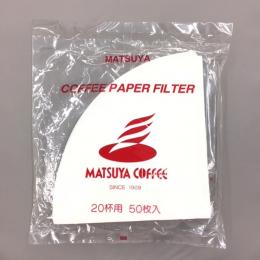 MATSUYA
COFFEE PAPER FILTER
MATSUYA COFFEE
SINCE 1909
20杯用 50枚入